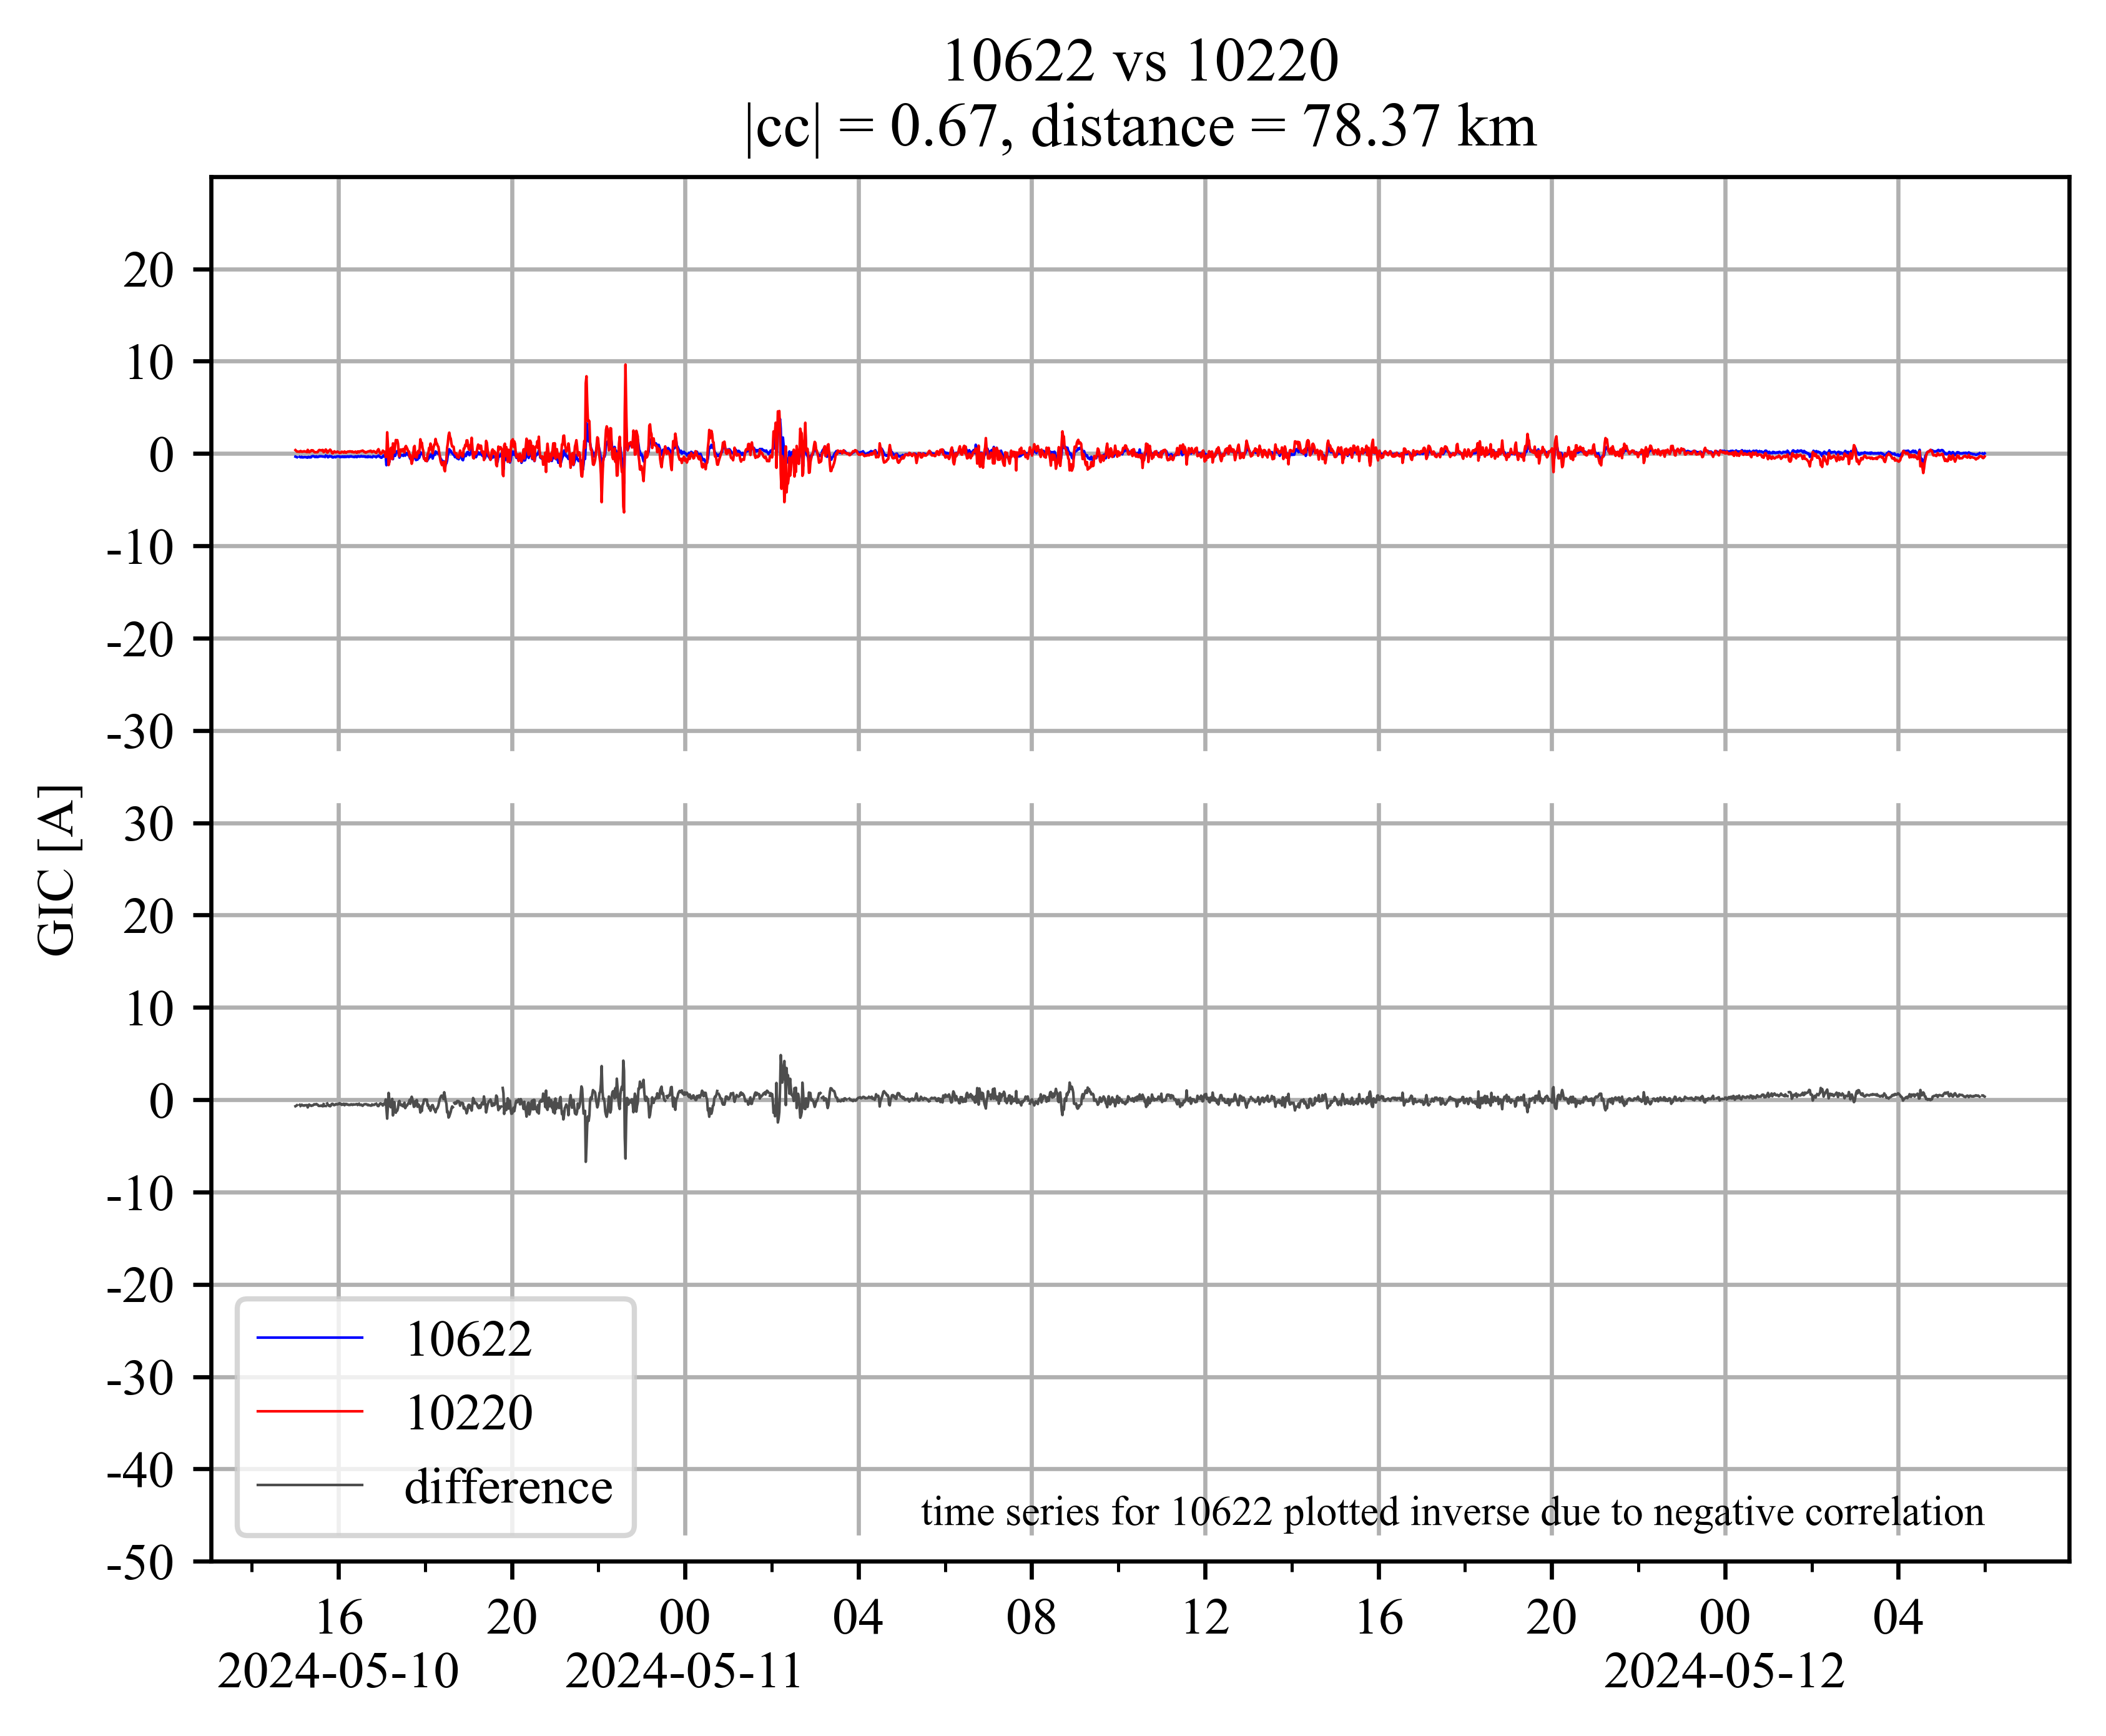 10622 vs 10220
|cc| = 0.67, distance = 78.37 km
20
10
0
-10
-20
-30
30
20
10
0
-10
-20
-30
-40
-50
GIC [A]
10622
10220
difference
time series for 10622 plotted inverse due to negative correlation
16 20 00 04 08 12 16 20 00 04
2024-05-10 2024-05-11 2024-05-12